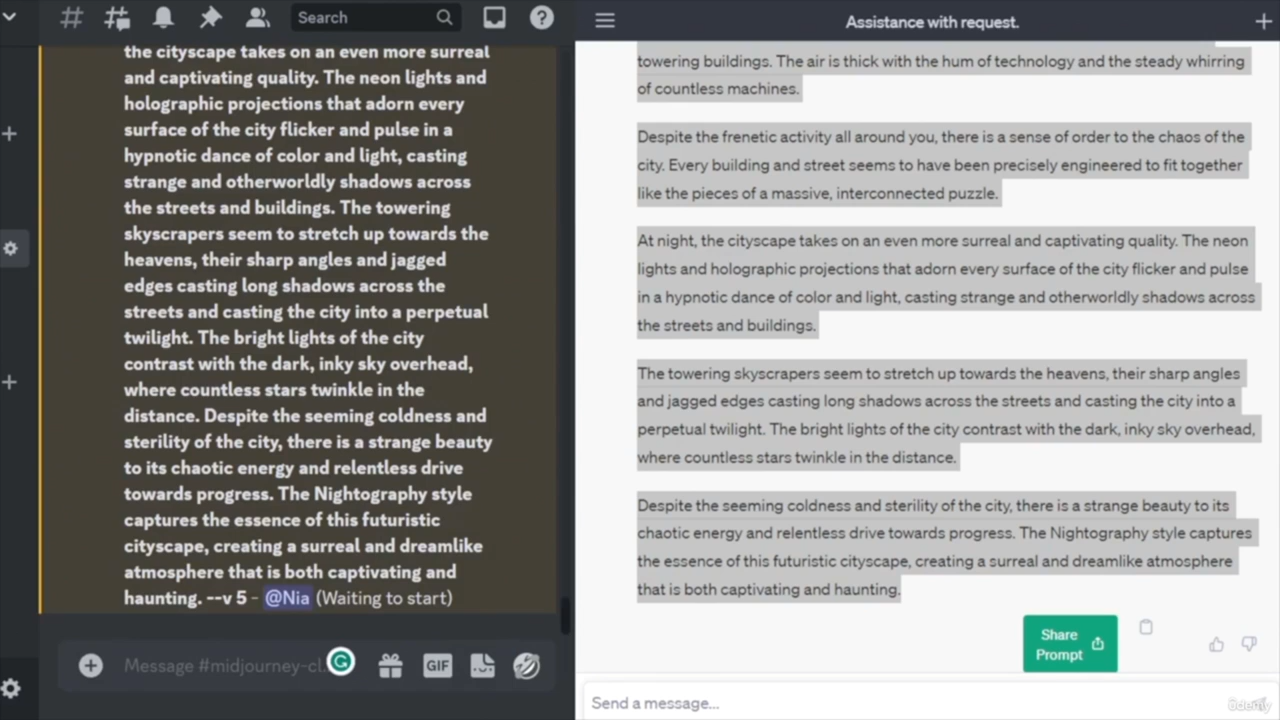 Search
the cityscape takes on an even more surreal
and captivating quality. The neon lights and
holographic projections that adorn every
surface of the city flicker and pulse in a
hypnotic dance of color and light, casting
strange and otherworldly shadows across
the streets and buildings. The towering
skyscrapers seem to stretch up towards the
heavens, their sharp angles and jagged
edges casting long shadows across the
streets and casting the city into a perpetual
twilight. The bright lights of the city
contrast with the dark, inky sky overhead,
where countless stars twinkle in the
distance. Despite the seeming coldness and
sterility of the city, there is a strange beauty
to its chaotic energy and relentless drive
towards progress. The Nightography style
captures the essence of this futuristic
cityscape, creating a surreal and dreamlike
atmosphere that is both captivating and
haunting. --v 5 - @Nia (Waiting to start)
Message #midjourney-cl
GIF
Assistance with request.
towering buildings. The air is thick with the hum of technology and the steady whirring
of countless machines.
Despite the frenetic activity all around you, there is a sense of order to the chaos of the
city. Every building and street seems to have been precisely engineered to fit together
like the pieces of a massive, interconnected puzzle.
At night, the cityscape takes on an even more surreal and captivating quality. The neon
lights and holographic projections that adorn every surface of the city flicker and pulse
in a hypnotic dance of color and light, casting strange and otherworldly shadows across
the streets and buildings.
The towering skyscrapers seem to stretch up towards the heavens, their sharp angles
and jagged edges casting long shadows across the streets and casting the city into a
perpetual twilight. The bright lights of the city contrast with the dark, inky sky overhead,
where countless stars twinkle in the distance.
Despite the seeming coldness and sterility of the city, there is a strange beauty to its
chaotic energy and relentless drive towards progress. The Nightography style captures
the essence of this futuristic cityscape, creating a surreal and dreamlike atmosphere
that is both captivating and haunting.
Share
Prompt
Send a message...
ûdemy